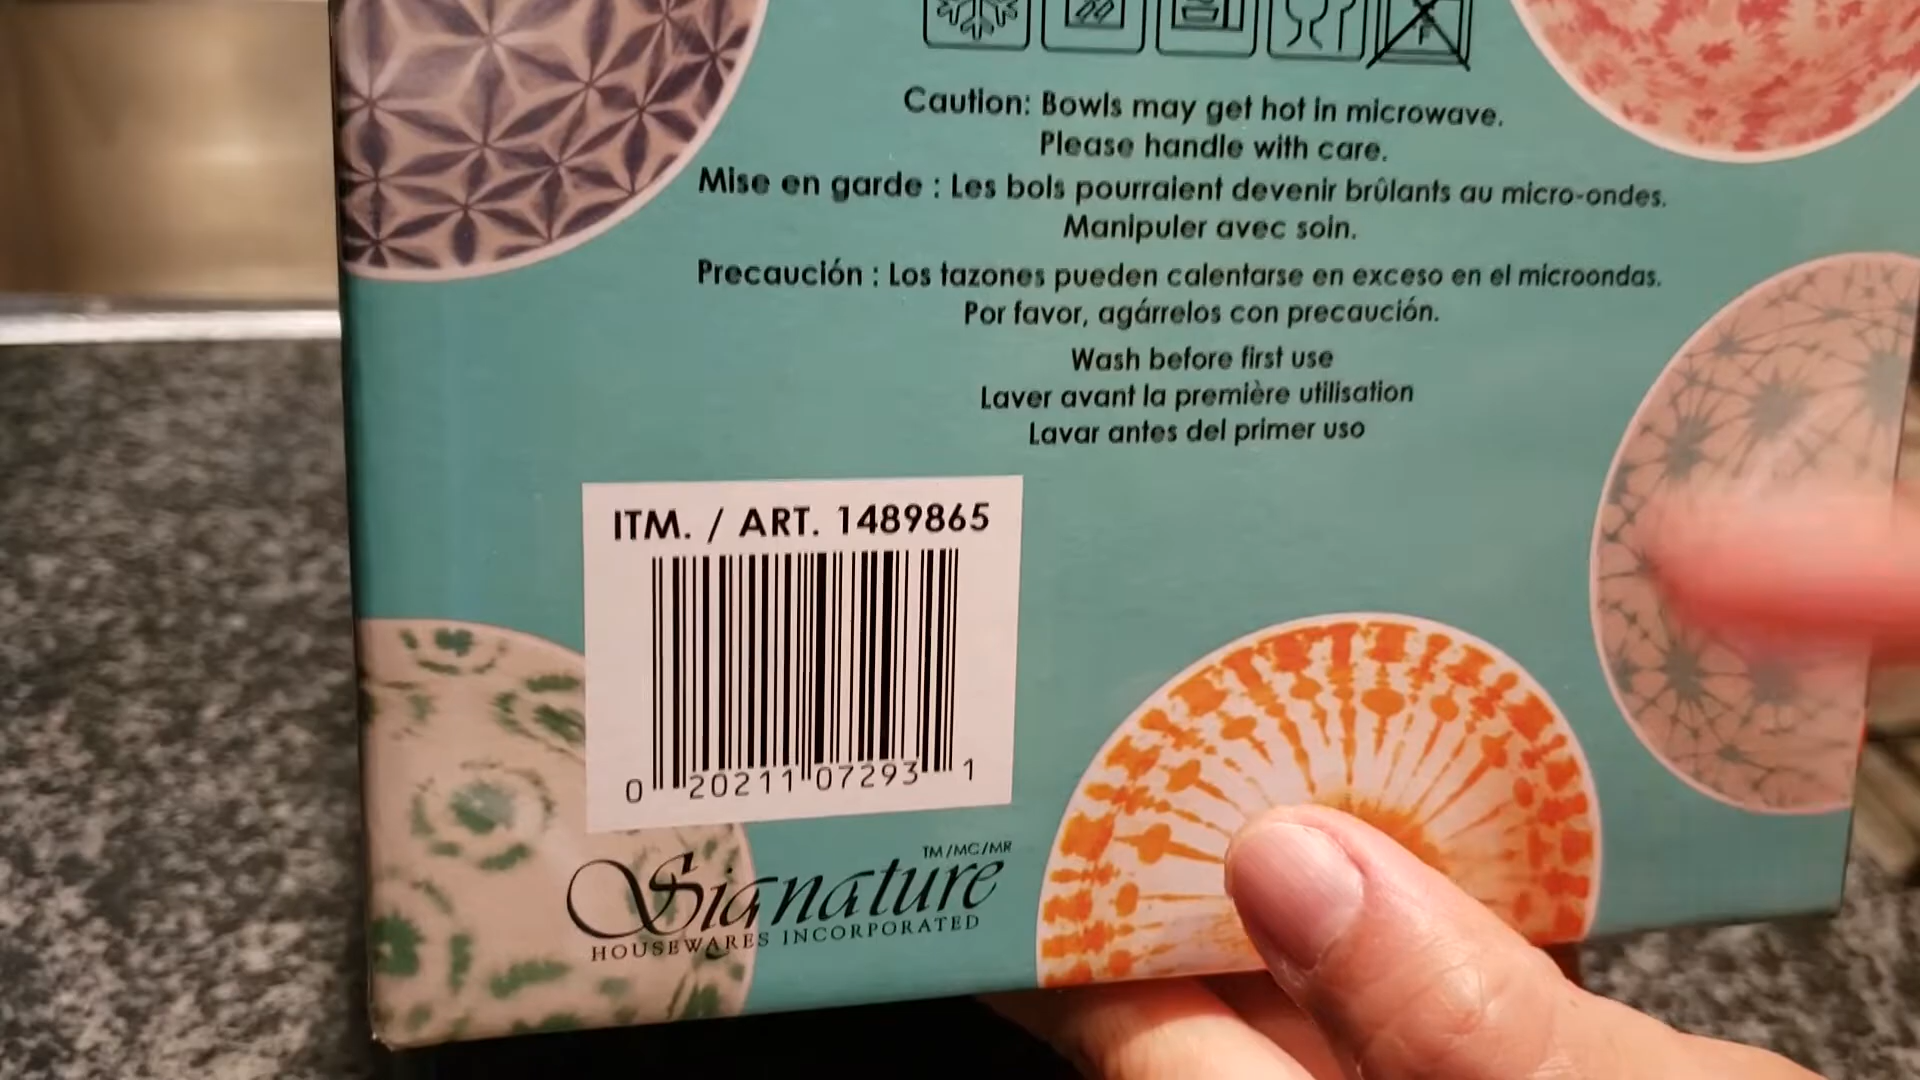 Caution: Bowls may get hot in microwave.
Please handle with care.
Mise en garde : Les bols pourraient devenir brûlants au micro-ondes.
Manipuler avec soin.
Precaución : Los tazones pueden calentarse en exceso en el microondas.
Por favor, agárrelos con precaución.
Wash before first use
Laver avant la première utilisation
Lavar antes del primer uso
ITM. / ART. 1489865
0 20211 07293 1
TM/MC/MR
Signature
HOUSEWARES INCORPORATED